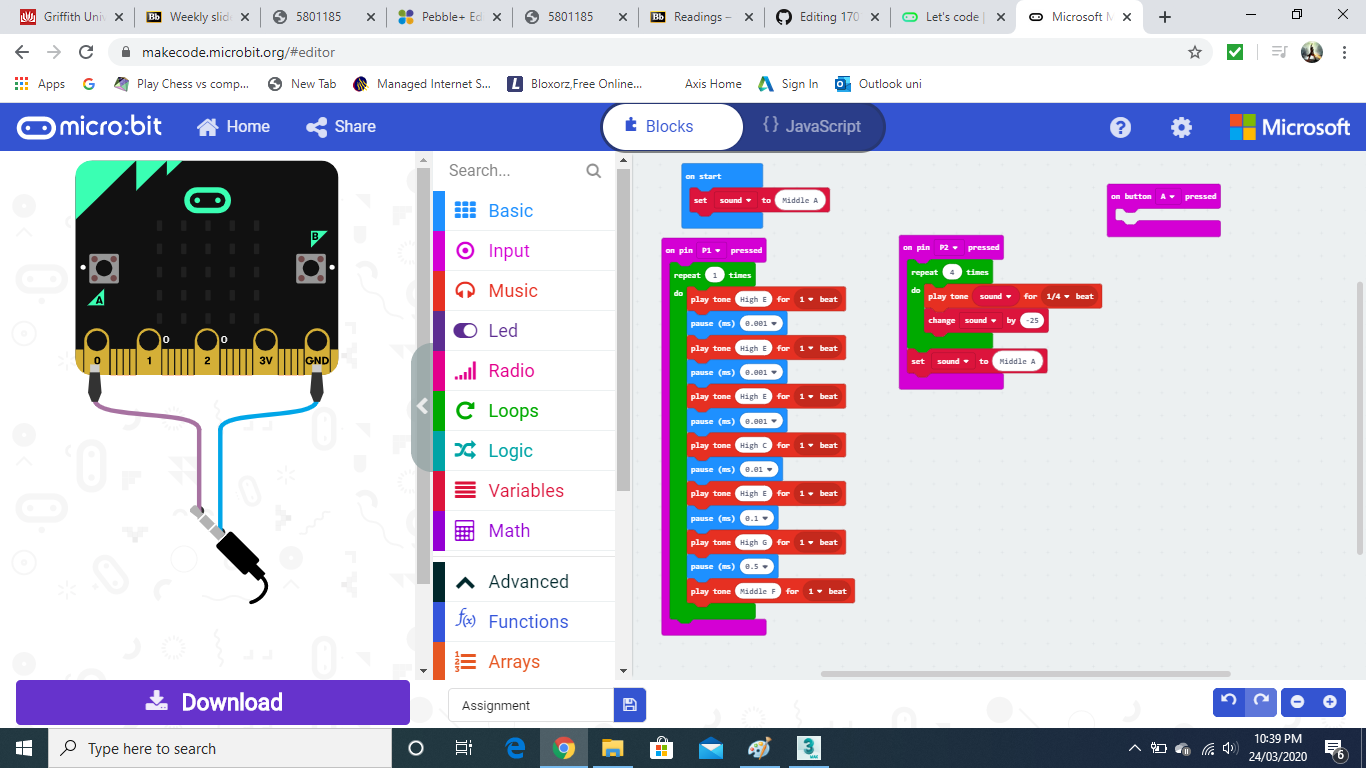 Griffith Univ
Weekly slide
5801185
Pebble+ Ed
5801185
Readings –
Editing 170
Let's code |
Microsoft M
makecode.microbit.org/#editor
Apps
Play Chess vs comp...
New Tab
Managed Internet S...
Bloxorz,Free Online...
Axis Home
Sign In
Outlook uni
micro:bit
Home
Share
Blocks
{} JavaScript
Microsoft
A
B
0 1 2 3V GND
0 0
Search...
Basic
Input
Music
Led
Radio
Loops
Logic
Variables
Math
Advanced
f(x) Functions
Arrays
on start
set sound to Middle A
on pin P1 pressed
repeat 1 times
do
play tone High E for 1 beat
pause (ms) 0.001
play tone High E for 1 beat
pause (ms) 0.001
play tone High E for 1 beat
pause (ms) 0.001
play tone High C for 1 beat
pause (ms) 0.01
play tone High E for 1 beat
pause (ms) 0.1
play tone High G for 1 beat
pause (ms) 0.5
play tone Middle F for 1 beat
on pin P2 pressed
repeat 4 times
do
play tone sound for 1/4 beat
change sound by -25
set sound to Middle A
on button A pressed
Download
Assignment
Type here to search
10:39 PM
24/03/2020
6